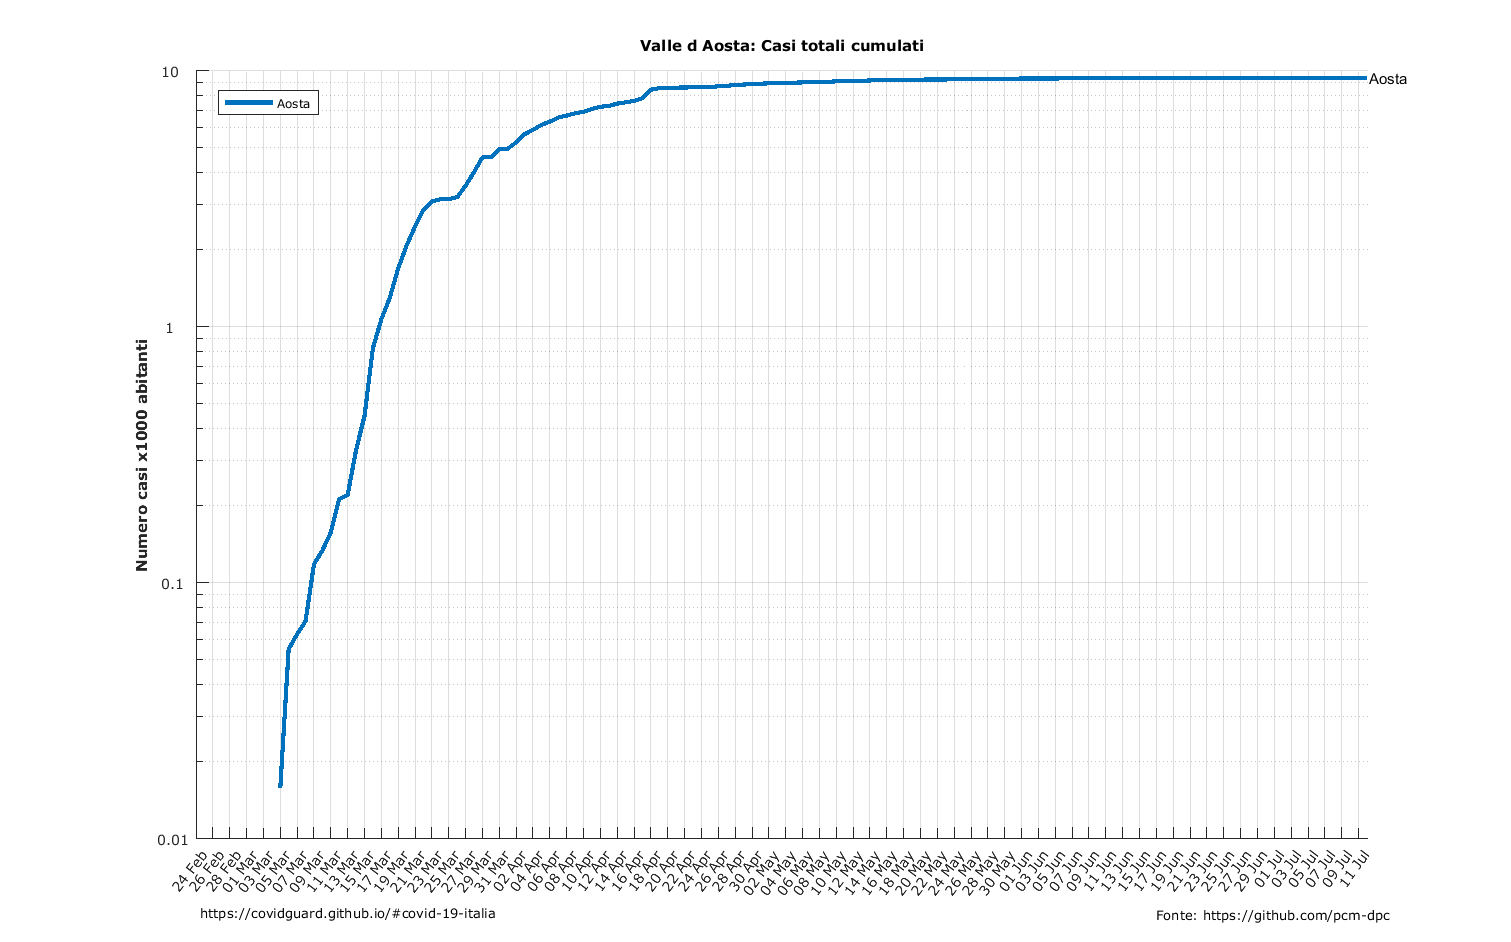 Valle d Aosta: Casi totali cumulati
10
1
0.1
0.01
Numero casi x1000 abitanti
Aosta
Aosta
24 Feb
26 Feb
28 Feb
01 Mar
03 Mar
05 Mar
07 Mar
09 Mar
11 Mar
13 Mar
15 Mar
17 Mar
19 Mar
21 Mar
23 Mar
25 Mar
27 Mar
29 Mar
31 Mar
02 Apr
04 Apr
06 Apr
08 Apr
10 Apr
12 Apr
14 Apr
16 Apr
18 Apr
20 Apr
22 Apr
24 Apr
26 Apr
28 Apr
30 Apr
02 May
04 May
06 May
08 May
10 May
12 May
14 May
16 May
18 May
20 May
22 May
24 May
26 May
28 May
30 May
01 Jun
03 Jun
05 Jun
07 Jun
09 Jun
11 Jun
13 Jun
15 Jun
17 Jun
19 Jun
21 Jun
23 Jun
25 Jun
27 Jun
29 Jun
01 Jul
03 Jul
05 Jul
07 Jul
09 Jul
11 Jul
https://covidguard.github.io/#covid-19-italia
Fonte: https://github.com/pcm-dpc